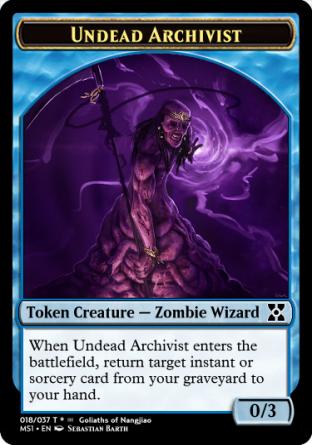 Undead Archivist
Token Creature — Zombie Wizard
When Undead Archivist enters the
battlefield, return target instant or
sorcery card from your graveyard to
your hand.
0/3
018/037 T * ∞ Goliaths of Nangjiao
MS1 • EN Sebastian Barth